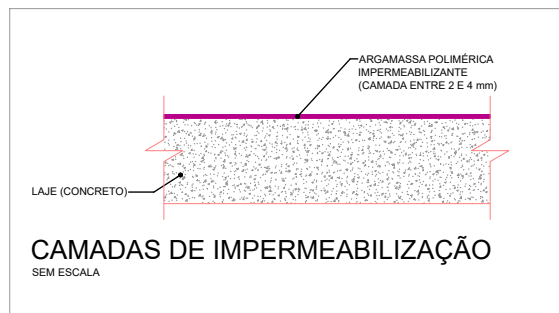 ARGAMASSA POLIMÉRICA
IMPERMEABILIZANTE
(CAMADA ENTRE 2 E 4 mm)
LAJE (CONCRETO)
CAMADAS DE IMPERMEABILIZAÇÃO
SEM ESCALA